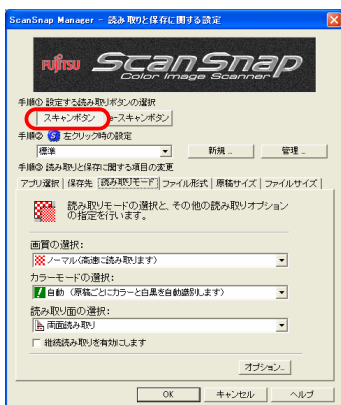 ScanSnap Manager - 読み取りと保存に関する設定
FUJITSU ScanSnap
Color Image Scanner
手順① 設定する読み取りボタンの選択
スキャンボタン e-スキャンボタン
手順② 左クリック時の設定
標準 新規... 管理...
手順③ 読み取りと保存に関する項目の変更
アプリ選択 保存先 読み取りモード ファイル形式 原稿サイズ ファイルサイズ
読み取りモードの選択と、その他の読み取りオプション
の指定を行います。
画質の選択:
ノーマル(高速に読み取ります)
カラーモードの選択:
自動 (原稿ごとにカラーと白黒を自動識別します)
読み取り面の選択:
両面読み取り
継続読み取りを有効にします
オプション...
OK キャンセル ヘルプ